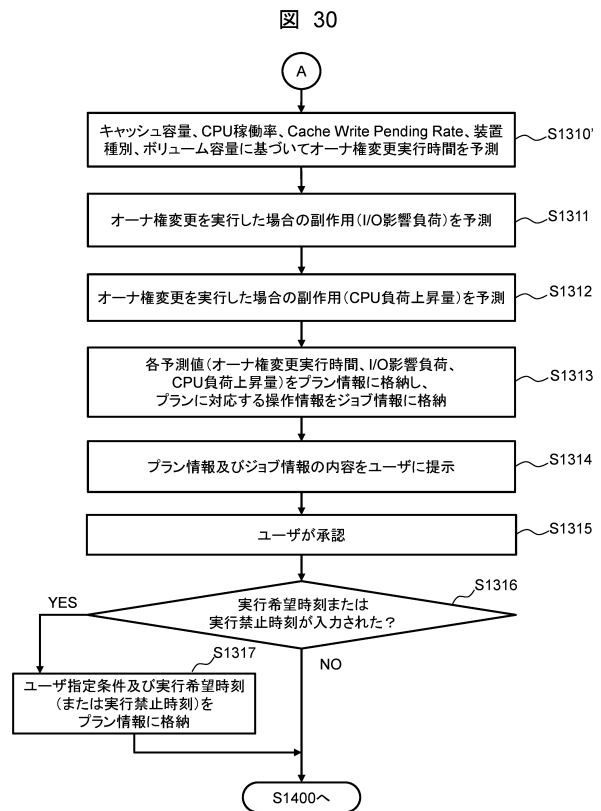 図 30
A
キャッシュ容量、CPU稼働率、Cache Write Pending Rate、装置
種別、ボリューム容量に基づいてオーナ権変更実行時間を予測
S1310'
オーナ権変更を実行した場合の副作用(I/O影響負荷)を予測
S1311
オーナ権変更を実行した場合の副作用(CPU負荷上昇量)を予測
S1312
各予測値(オーナ権変更実行時間、I/O影響負荷、
CPU負荷上昇量)をプラン情報に格納し、
プランに対応する操作情報をジョブ情報に格納
S1313
プラン情報及びジョブ情報の内容をユーザに提示
S1314
ユーザが承認
S1315
S1316
実行希望時刻または
実行禁止時刻が入力された?
YES
NO
S1317
ユーザ指定条件及び実行希望時刻
(または実行禁止時刻)を
プラン情報に格納
S1400へ